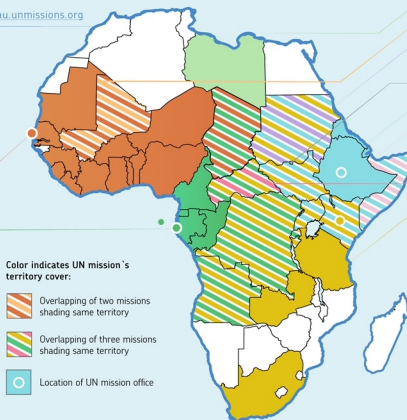 au.unmissions.org
Color indicates UN mission`s
territory cover:
Overlapping of two missions
shading same territory
Overlapping of three missions
shading same territory
Location of UN mission office